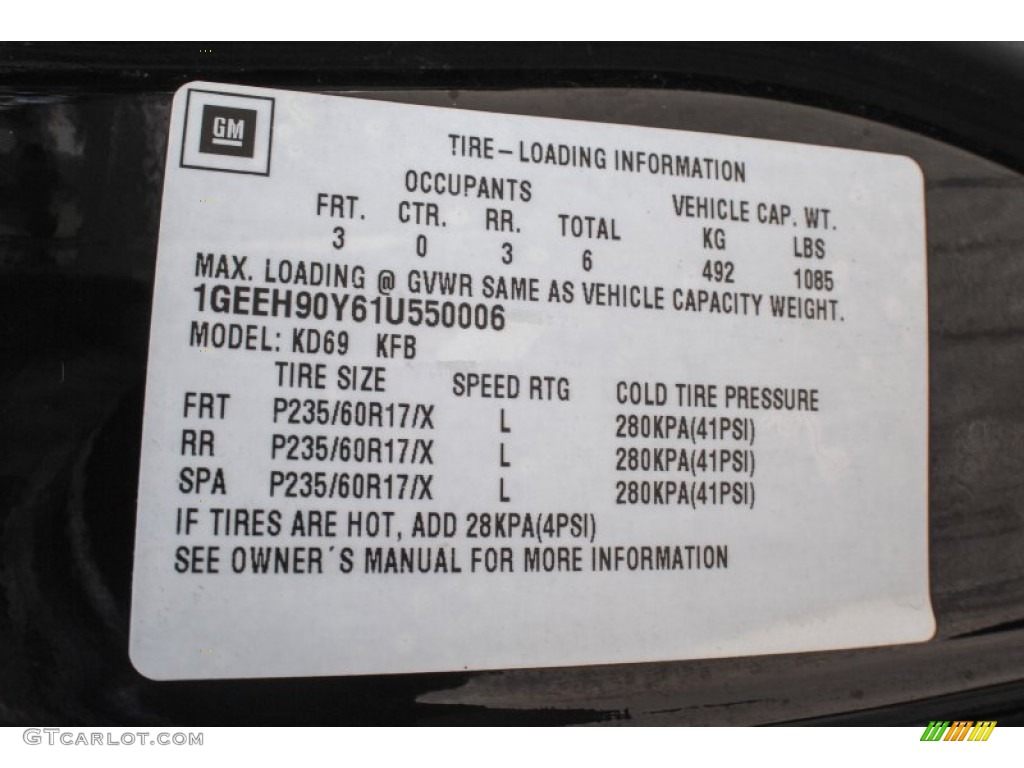 GM
TIRE-LOADING INFORMATION
OCCUPANTS VEHICLE CAP. WT.
FRT. CTR. RR. TOTAL KG LBS
3 0 3 6 492 1085
MAX. LOADING @ GVWR SAME AS VEHICLE CAPACITY WEIGHT.
1GEEH90Y61U550006
MODEL: KD69 KFB
TIRE SIZE SPEED RTG COLD TIRE PRESSURE
FRT P235/60R17/X L 280KPA(41PSI)
RR P235/60R17/X L 280KPA(41PSI)
SPA P235/60R17/X L 280KPA(41PSI)
IF TIRES ARE HOT, ADD 28KPA(4PSI)
SEE OWNER´S MANUAL FOR MORE INFORMATION
GTCarlot.com